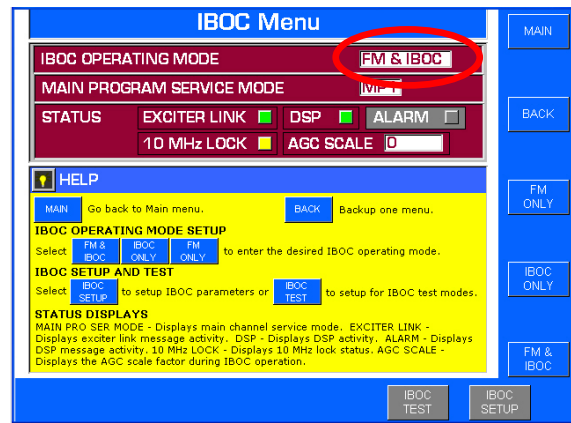 IBOC Menu
IBOC OPERATING MODE FM & IBOC
MAIN PROGRAM SERVICE MODE MP1
STATUS EXCITER LINK DSP ALARM
10 MHz LOCK AGC SCALE 0
HELP
MAIN Go back to Main menu. BACK Backup one menu.
IBOC OPERATING MODE SETUP
Select FM & IBOC IBOC ONLY FM ONLY to enter the desired IBOC operating mode.
IBOC SETUP AND TEST
Select IBOC SETUP to setup IBOC parameters or IBOC TEST to setup for IBOC test modes.
STATUS DISPLAYS
MAIN PRO SER MODE - Displays main channel service mode. EXCITER LINK -
Displays exciter link message activity. DSP - Displays DSP activity. ALARM - Displays
DSP message activity. 10 MHz LOCK - Displays 10 MHz lock status. AGC SCALE -
Displays the AGC scale factor during IBOC operation.
MAIN
BACK
FM
ONLY
IBOC
ONLY
FM &
IBOC
IBOC
TEST
IBOC
SETUP